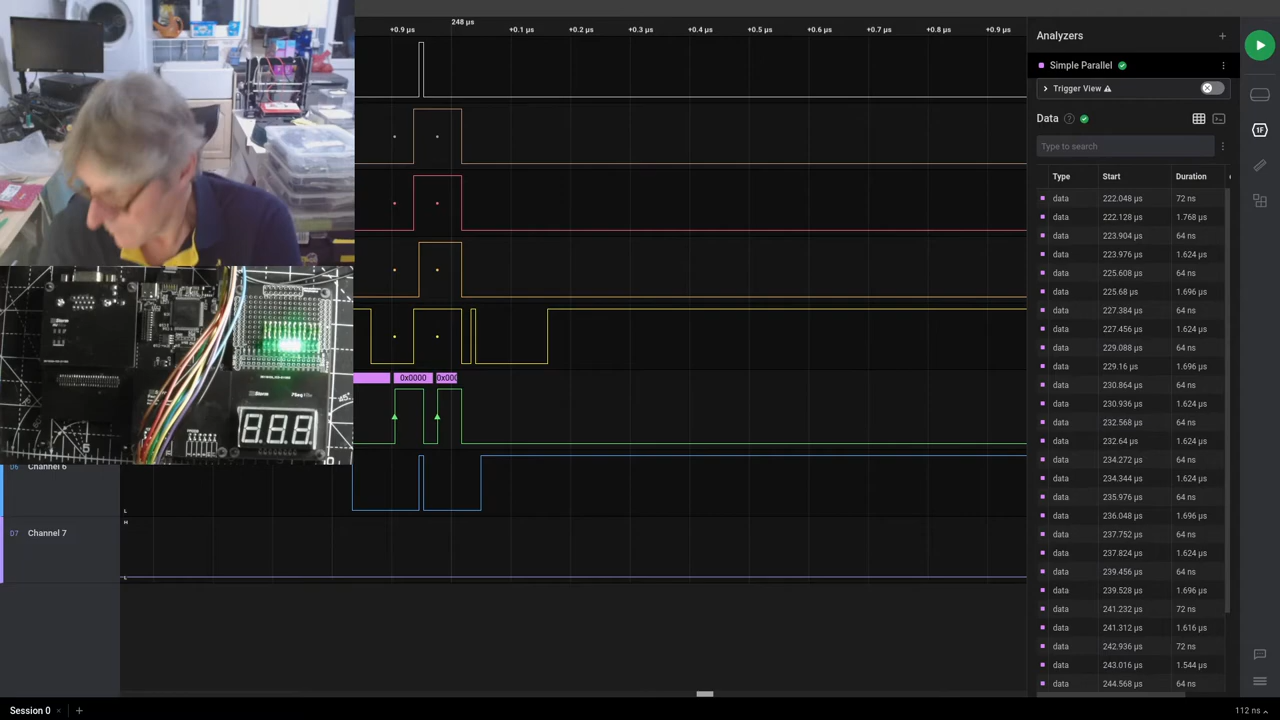 248 µs
+0.9 µs
+0.1 µs
+0.2 µs
+0.3 µs
+0.4 µs
+0.5 µs
+0.6 µs
+0.7 µs
+0.8 µs
+0.9 µs
0x0000
0x000
D6 Channel 6
L
H
D7 Channel 7
L
888
Analyzers
Simple Parallel
Trigger View
Data
Type to search
Type Start Duration
data 222.048 µs 72 ns
data 222.128 µs 1.768 µs
data 223.904 µs 64 ns
data 223.976 µs 1.624 µs
data 225.608 µs 64 ns
data 225.68 µs 1.696 µs
data 227.384 µs 64 ns
data 227.456 µs 1.624 µs
data 229.088 µs 64 ns
data 229.16 µs 1.696 µs
data 230.864 µs 64 ns
data 230.936 µs 1.624 µs
data 232.568 µs 64 ns
data 232.64 µs 1.624 µs
data 234.272 µs 64 ns
data 234.344 µs 1.624 µs
data 235.976 µs 64 ns
data 236.048 µs 1.696 µs
data 237.752 µs 64 ns
data 237.824 µs 1.624 µs
data 239.456 µs 64 ns
data 239.528 µs 1.696 µs
data 241.232 µs 72 ns
data 241.312 µs 1.616 µs
data 242.936 µs 72 ns
data 243.016 µs 1.544 µs
data 244.568 µs 64 ns
1F
Session 0
112 ns